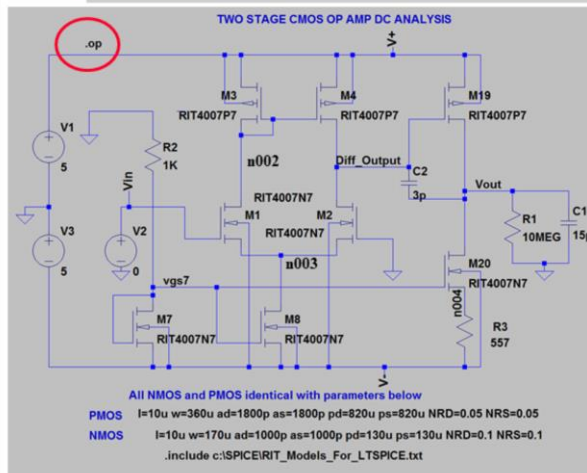 TWO STAGE CMOS OP AMP DC ANALYSIS
.op
V+
M3
M4
M19
RIT4007P7
RIT4007P7
RIT4007P7
V1
5
R2
1K
n002
Diff_Output
C2
3p
Vin
Vout
RIT4007N7
M1
M2
RIT4007N7
R1
10MEG
C1
15p
V3
5
V2
0
n003
M20
RIT4007N7
vgs7
n004
M7
RIT4007N7
M8
RIT4007N7
R3
557
V-
All NMOS and PMOS identical with parameters below
PMOS l=10u w=360u ad=1800p as=1800p pd=820u ps=820u NRD=0.05 NRS=0.05
NMOS l=10u w=170u ad=1000p as=1000p pd=130u ps=130u NRD=0.1 NRS=0.1
.include c:\SPICE\RIT_Models_For_LTSPICE.txt